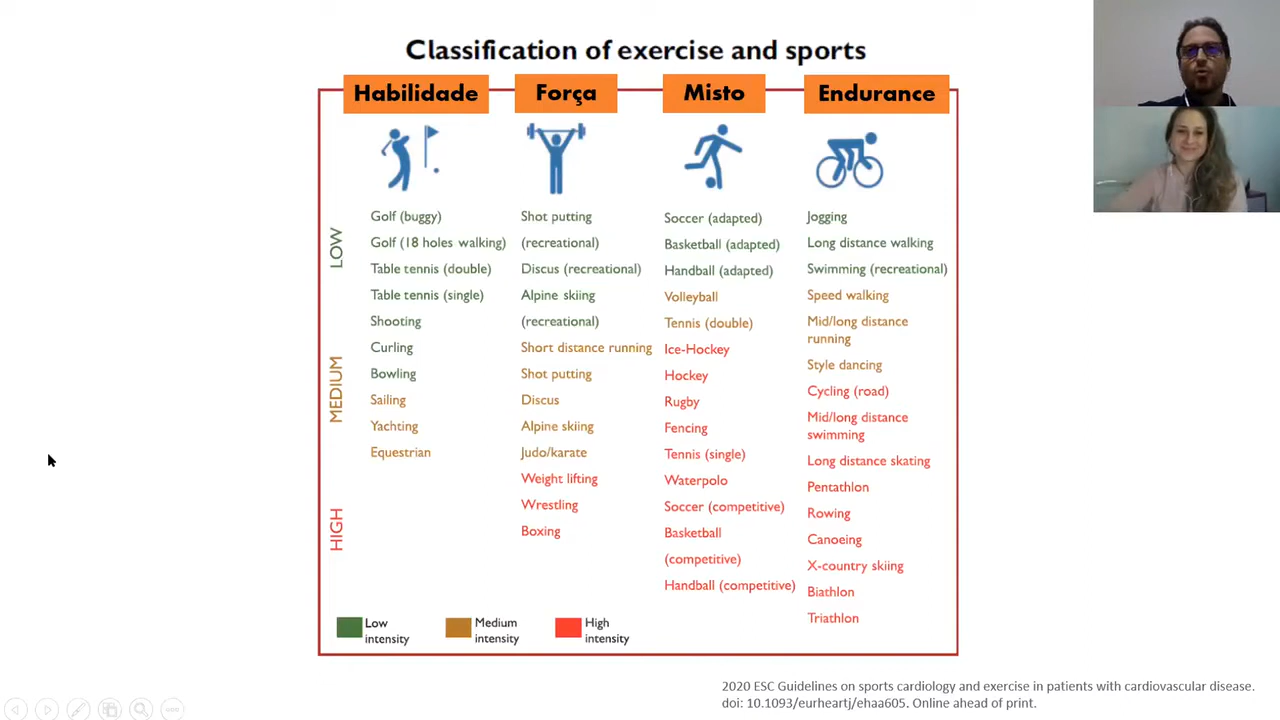 Classification of exercise and sports
Habilidade
Força
Misto
Endurance
LOW
MEDIUM
HIGH
Golf (buggy)
Golf (18 holes walking)
Table tennis (double)
Table tennis (single)
Shooting
Curling
Bowling
Sailing
Yachting
Equestrian
Shot putting
(recreational)
Discus (recreational)
Alpine skiing
(recreational)
Short distance running
Shot putting
Discus
Alpine skiing
Judo/karate
Weight lifting
Wrestling
Boxing
Soccer (adapted)
Basketball (adapted)
Handball (adapted)
Volleyball
Tennis (double)
Ice-Hockey
Hockey
Rugby
Fencing
Tennis (single)
Waterpolo
Soccer (competitive)
Basketball
(competitive)
Handball (competitive)
Jogging
Long distance walking
Swimming (recreational)
Speed walking
Mid/long distance
running
Style dancing
Cycling (road)
Mid/long distance
swimming
Long distance skating
Pentathlon
Rowing
Canoeing
X-country skiing
Biathlon
Triathlon
Low
intensity
Medium
intensity
High
intensity
2020 ESC Guidelines on sports cardiology and exercise in patients with cardiovascular disease.
doi: 10.1093/eurheartj/ehaa605. Online ahead of print.